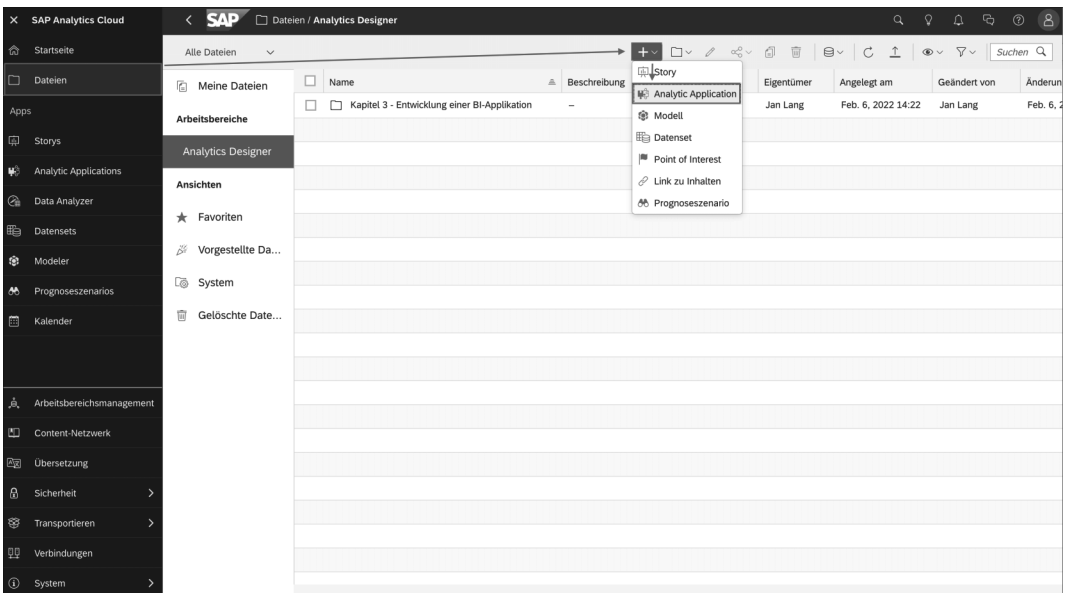 SAP Analytics Cloud
SAP Dateien / Analytics Designer
Startseite
Dateien
Apps
Storys
Analytic Applications
Data Analyzer
Datensets
Modeler
Prognoseszenarios
Kalender
Arbeitsbereichsmanagement
Content-Netzwerk
Übersetzung
Sicherheit
Transportieren
Verbindungen
System
Alle Dateien
Suchen
Meine Dateien
Arbeitsbereiche
Analytics Designer
Ansichten
Favoriten
Vorgestellte Da...
System
Gelöschte Date...
Name Beschreibung Eigentümer Angelegt am Geändert von Änderun
Kapitel 3 - Entwicklung einer BI-Applikation – Jan Lang Feb. 6, 2022 14:22 Jan Lang Feb. 6, 2
Story
Analytic Application
Modell
Datenset
Point of Interest
Link zu Inhalten
Prognoseszenario